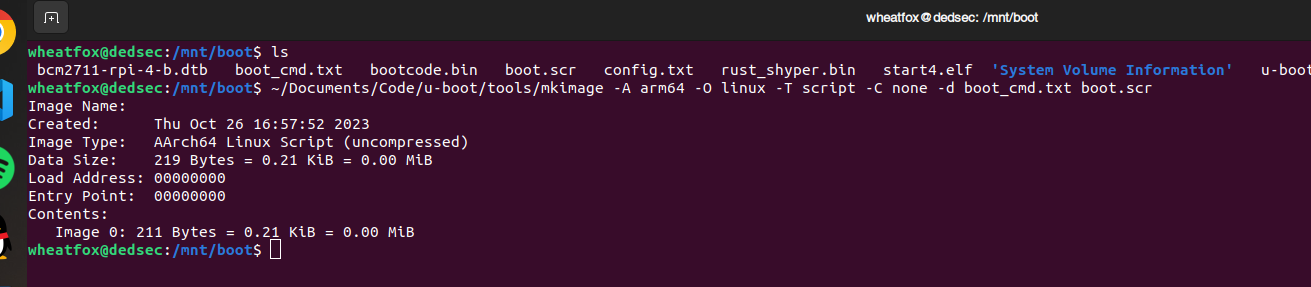 wheatfox@dedsec: /mnt/boot
wheatfox@dedsec:/mnt/boot$ ls
bcm2711-rpi-4-b.dtb boot_cmd.txt bootcode.bin boot.scr config.txt rust_shyper.bin start4.elf 'System Volume Information' u-boot
wheatfox@dedsec:/mnt/boot$ ~/Documents/Code/u-boot/tools/mkimage -A arm64 -O linux -T script -C none -d boot_cmd.txt boot.scr
Image Name:
Created: Thu Oct 26 16:57:52 2023
Image Type: AArch64 Linux Script (uncompressed)
Data Size: 219 Bytes = 0.21 KiB = 0.00 MiB
Load Address: 00000000
Entry Point: 00000000
Contents:
Image 0: 211 Bytes = 0.21 KiB = 0.00 MiB
wheatfox@dedsec:/mnt/boot$